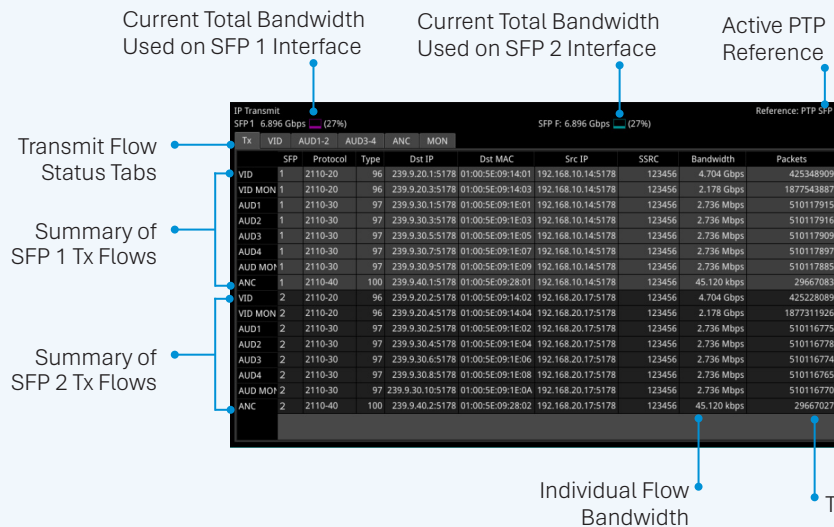 Current Total Bandwidth
Used on SFP 1 Interface
Current Total Bandwidth
Used on SFP 2 Interface
Active PTP
Reference
Transmit Flow
Status Tabs
Summary of
SFP 1 Tx Flows
Summary of
SFP 2 Tx Flows
IP Transmit Reference: PTP SFP
SFP1 6.896 Gbps (27%) SFP F: 6.896 Gbps (27%)
Tx VID AUD1-2 AUD3-4 ANC MON
SFP Protocol Type Dst IP Dst MAC Src IP SSRC Bandwidth Packets
VID 1 2110-20 96 239.9.20.1:5178 01:00:5E:09:14:01 192.168.10.14:5178 123456 4.704 Gbps 425348909
VID MON 1 2110-20 96 239.9.20.3:5178 01:00:5E:09:14:03 192.168.10.14:5178 123456 2.178 Gbps 1877543887
AUD1 1 2110-30 97 239.9.30.1:5178 01:00:5E:09:1E:01 192.168.10.14:5178 123456 2.736 Mbps 510117915
AUD2 1 2110-30 97 239.9.30.3:5178 01:00:5E:09:1E:03 192.168.10.14:5178 123456 2.736 Mbps 510117916
AUD3 1 2110-30 97 239.9.30.5:5178 01:00:5E:09:1E:05 192.168.10.14:5178 123456 2.736 Mbps 510117909
AUD4 1 2110-30 97 239.9.30.7:5178 01:00:5E:09:1E:07 192.168.10.14:5178 123456 2.736 Mbps 510117897
AUD MON 1 2110-30 97 239.9.30.9:5178 01:00:5E:09:1E:09 192.168.10.14:5178 123456 2.736 Mbps 510117885
ANC 1 2110-40 100 239.9.40.1:5178 01:00:5E:09:28:01 192.168.10.14:5178 123456 45.120 kbps 29667083
VID 2 2110-20 96 239.9.20.2:5178 01:00:5E:09:14:02 192.168.20.17:5178 123456 4.704 Gbps 425228089
VID MON 2 2110-20 96 239.9.20.4:5178 01:00:5E:09:14:04 192.168.20.17:5178 123456 2.178 Gbps 1877311926
AUD1 2 2110-30 97 239.9.30.2:5178 01:00:5E:09:1E:02 192.168.20.17:5178 123456 2.736 Mbps 510116775
AUD2 2 2110-30 97 239.9.30.4:5178 01:00:5E:09:1E:04 192.168.20.17:5178 123456 2.736 Mbps 510116778
AUD3 2 2110-30 97 239.9.30.6:5178 01:00:5E:09:1E:06 192.168.20.17:5178 123456 2.736 Mbps 510116774
AUD4 2 2110-30 97 239.9.30.8:5178 01:00:5E:09:1E:08 192.168.20.17:5178 123456 2.736 Mbps 510116765
AUD MON 2 2110-30 97 239.9.30.10:5178 01:00:5E:09:1E:0A 192.168.20.17:5178 123456 2.736 Mbps 510116770
ANC 2 2110-40 100 239.9.40.2:5178 01:00:5E:09:28:02 192.168.20.17:5178 123456 45.120 kbps 29667027
Individual Flow
Bandwidth